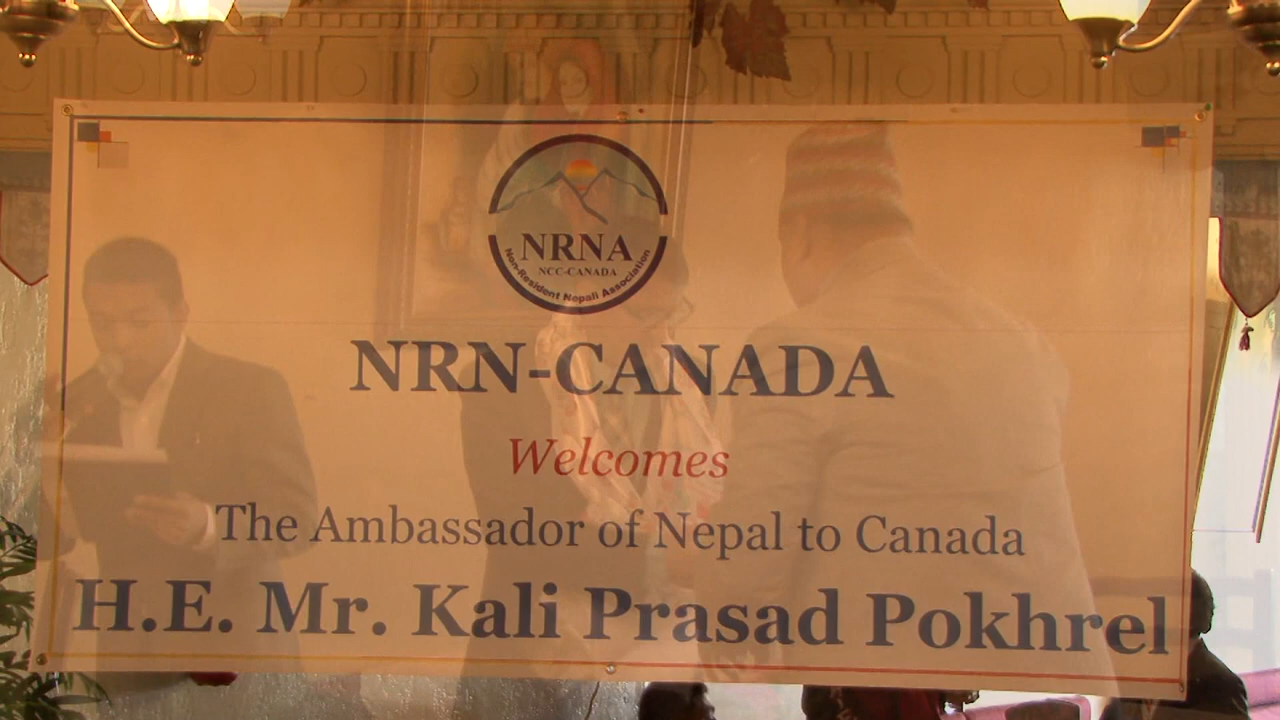 NRNA
NCC-CANADA
Non-Resident Nepali Association
NRN-CANADA
Welcomes
The Ambassador of Nepal to Canada
H.E. Mr. Kali Prasad Pokhrel